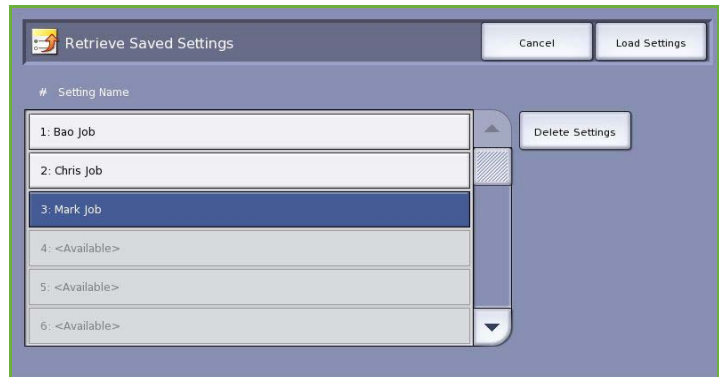 Retrieve Saved Settings
Cancel
Load Settings
# Setting Name
1: Bao Job
Delete Settings
2: Chris Job
3: Mark Job
4: <Available>
5: <Available>
6: <Available>